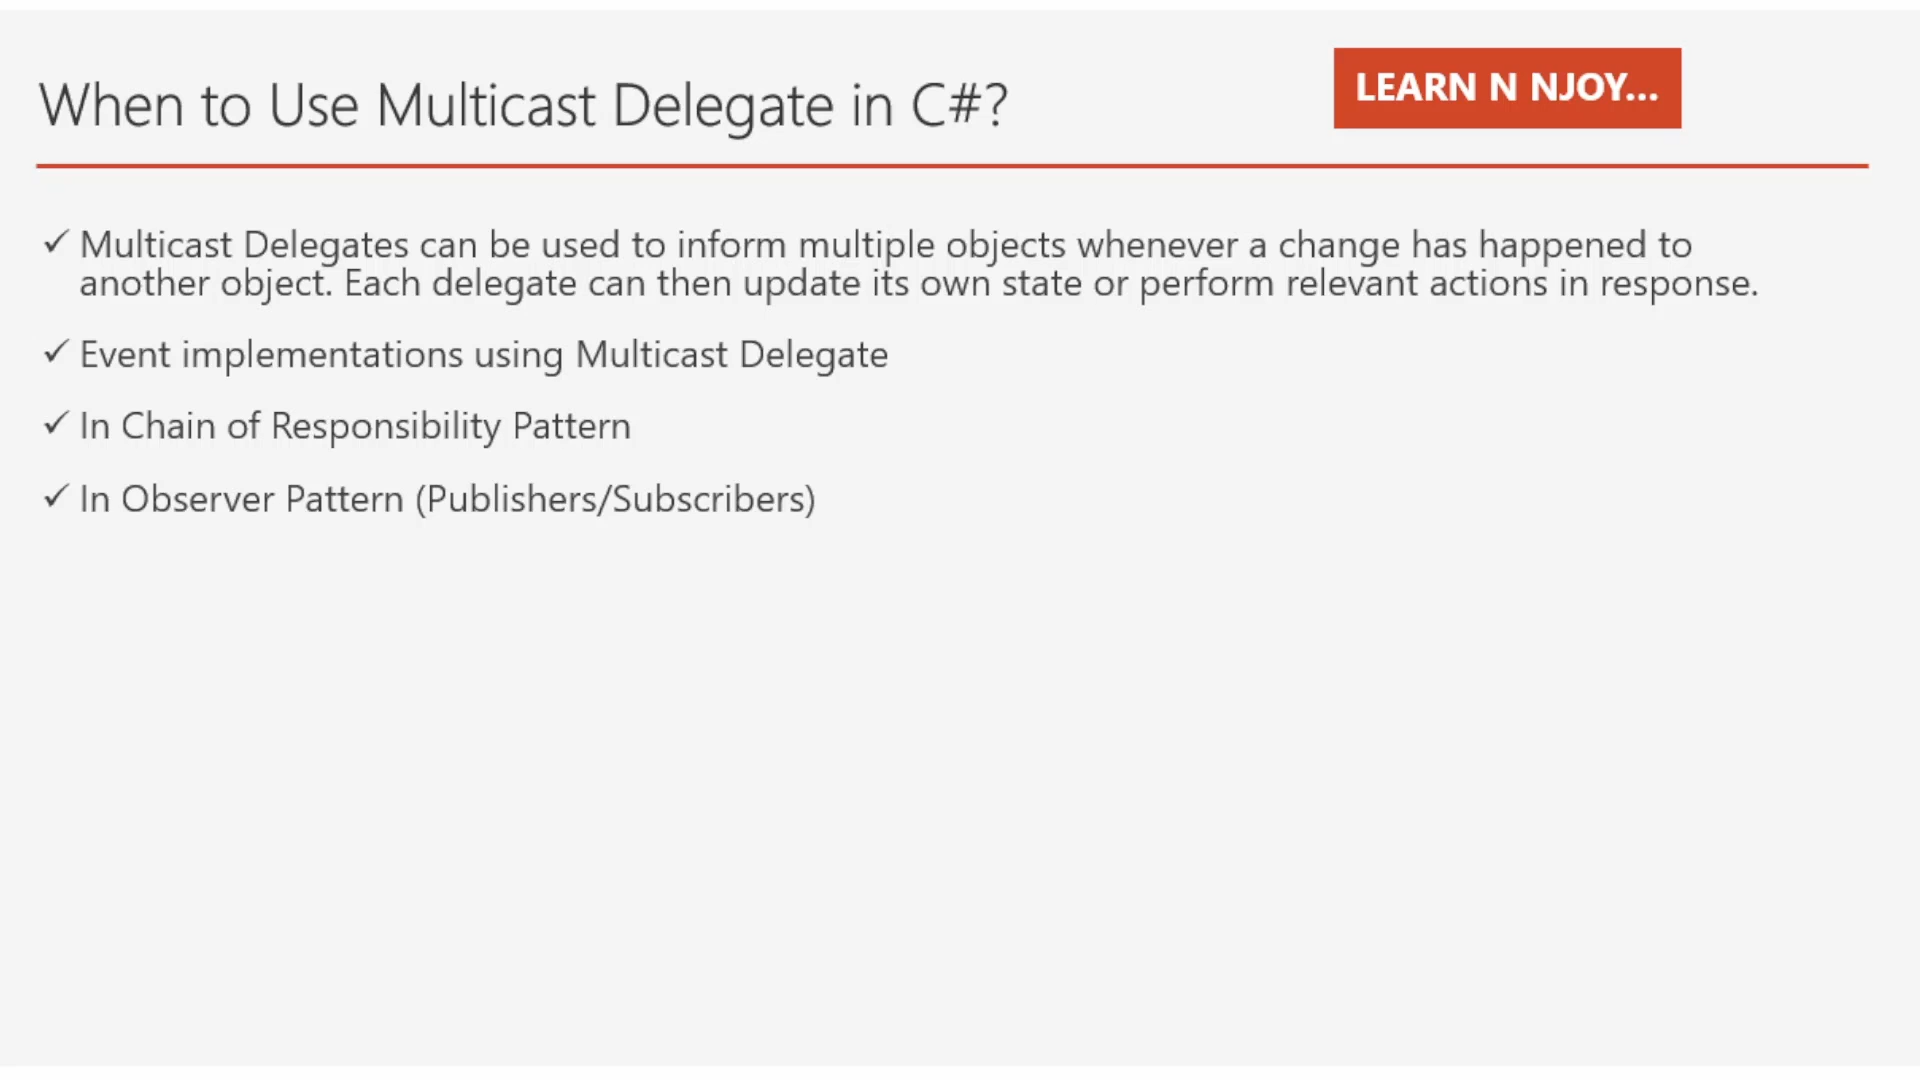 When to Use Multicast Delegate in C#?
LEARN N NJOY...
✓ Multicast Delegates can be used to inform multiple objects whenever a change has happened to
another object. Each delegate can then update its own state or perform relevant actions in response.
✓ Event implementations using Multicast Delegate
✓ In Chain of Responsibility Pattern
✓ In Observer Pattern (Publishers/Subscribers)